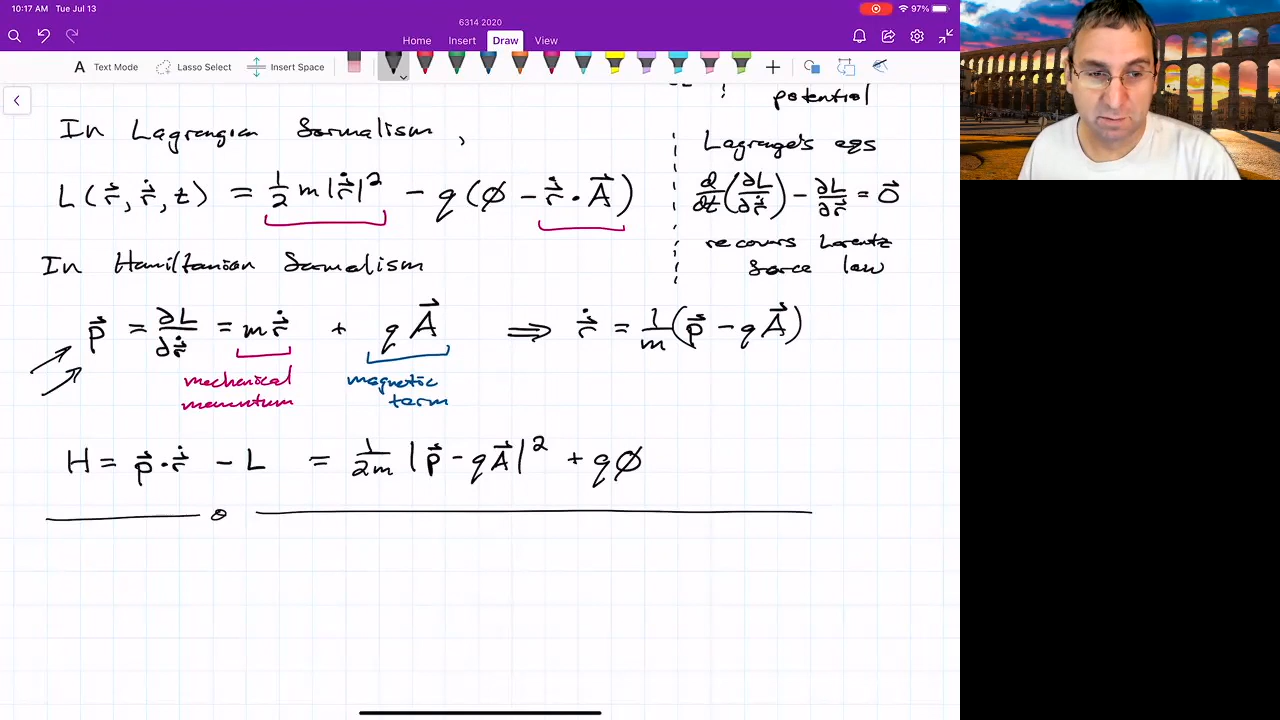 10:17 AM Tue Jul 13
97%
6314 2020
Home Insert Draw View
Text Mode Lasso Select Insert Space
potential
In Lagrangian formalism,
L(r⃗, ṙ⃗, t) = 1/2 m|ṙ⃗|² − q(φ − ṙ⃗ · A⃗)
Lagrange's eqs
d/dt(∂L/∂ṙ⃗) − ∂L/∂r⃗ = 0⃗
recovers Lorentz
force law
In Hamiltonian formalism
p⃗ = ∂L/∂ṙ⃗ = mṙ⃗ + qA⃗ ⟹ ṙ⃗ = 1/m(p⃗ − qA⃗)
mechanical
momentum
magnetic
term
H = p⃗ · ṙ⃗ − L = 1/2m |p⃗ − qA⃗|² + qφ